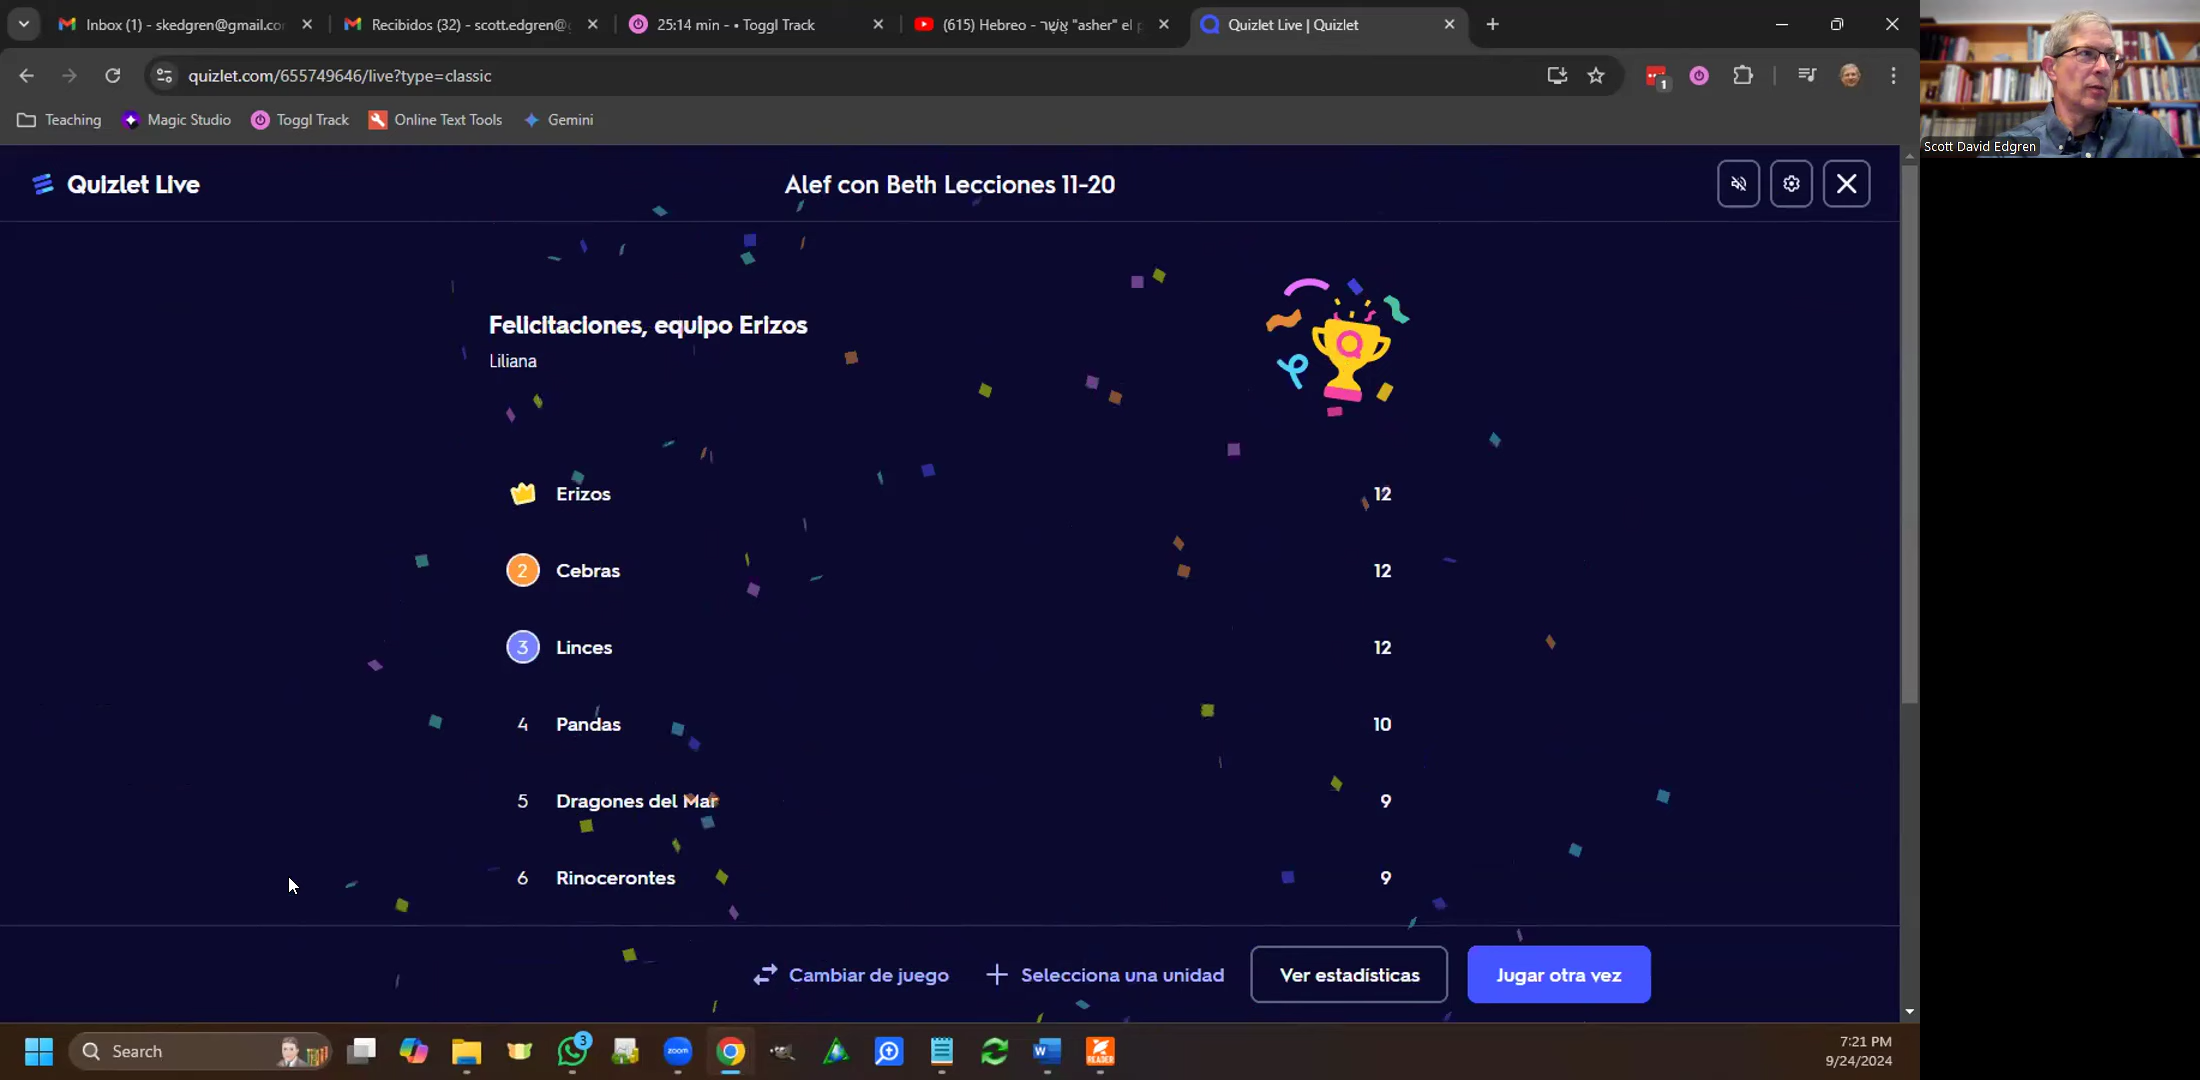 Inbox (1) - skedgren@gmail.co
Recibidos (32) - scott.edgren@
25:14 min - • Toggl Track
(615) Hebreo - אֲשֶׁר "asher" el p
Quizlet Live | Quizlet
quizlet.com/655749646/live?type=classic
1
Teaching
Magic Studio
Toggl Track
Online Text Tools
Gemini
Scott David Edgren
Quizlet Live
Alef con Beth Lecciones 11-20
Felicitaciones, equipo Erizos
Liliana
Erizos 12
2 Cebras 12
3 Linces 12
4 Pandas 10
5 Dragones del Mar 9
6 Rinocerontes 9
Cambiar de juego
Selecciona una unidad
Ver estadísticas
Jugar otra vez
Search
3
zoom
READER
7:21 PM
9/24/2024